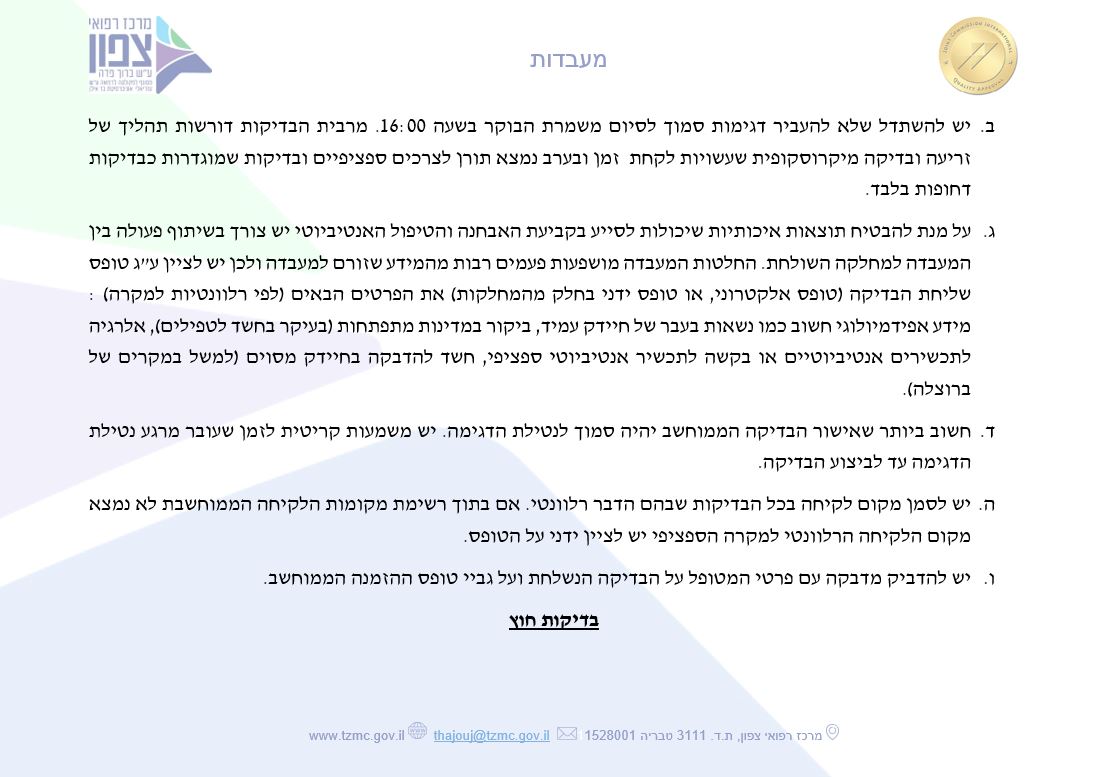 מרכז רפואי
צפון
ע״ש ברוך פדה
מעבדות
JOINT COMMISSION INTERNATIONAL
QUALITY APPROVAL
ב. יש להשתדל שלא להעביר דגימות סמוך לסיום משמרת הבוקר בשעה 16:00. מרבית הבדיקות דורשות תהליך של
זריעה ובדיקה מיקרוסקופית שעשויות לקחת זמן ובערב נמצא תורן לצרכים ספציפיים ובדיקות שמוגדרות כבדיקות
דחופות בלבד.
ג. על מנת להבטיח תוצאות איכותיות שיכולות לסייע בקביעת האבחנה והטיפול האנטיביוטי יש צורך בשיתוף פעולה בין
המעבדה למחלקה השולחת. החלטות המעבדה מושפעות פעמים רבות מהמידע שזורם למעבדה ולכן יש לציין ע״ג טופס
שליחת הבדיקה (טופס אלקטרוני, או טופס ידני בחלק מהמחלקות) את הפרטים הבאים (לפי רלוונטיות למקרה) :
מידע אפידמיולוגי חשוב כמו נשאות בעבר של חיידק עמיד, ביקור במדינות מתפתחות (בעיקר בחשד לטפילים), אלרגיה
לתכשירים אנטיביוטיים או בקשה לתכשיר אנטיביוטי ספציפי, חשד להדבקה בחיידק מסוים (למשל במקרים של
ברוצלה).
ד. חשוב ביותר שאישור הבדיקה הממוחשב יהיה סמוך לנטילת הדגימה. יש משמעות קריטית לזמן שעובר מרגע נטילת
הדגימה עד לביצוע הבדיקה.
ה. יש לסמן מקום לקיחה בכל הבדיקות שבהם הדבר רלוונטי. אם בתוך רשימת מקומות הלקיחה הממוחשבת לא נמצא
מקום הלקיחה הרלוונטי למקרה הספציפי יש לציין ידני על הטופס.
ו. יש להדביק מדבקה עם פרטי המטופל על הבדיקה הנשלחת ועל גביי טופס ההזמנה הממוחשב.
בדיקות חוץ
מרכז רפואי צפון, ת.ד. 3111 טבריה 1528001 thajouj@tzmc.gov.il www.tzmc.gov.il